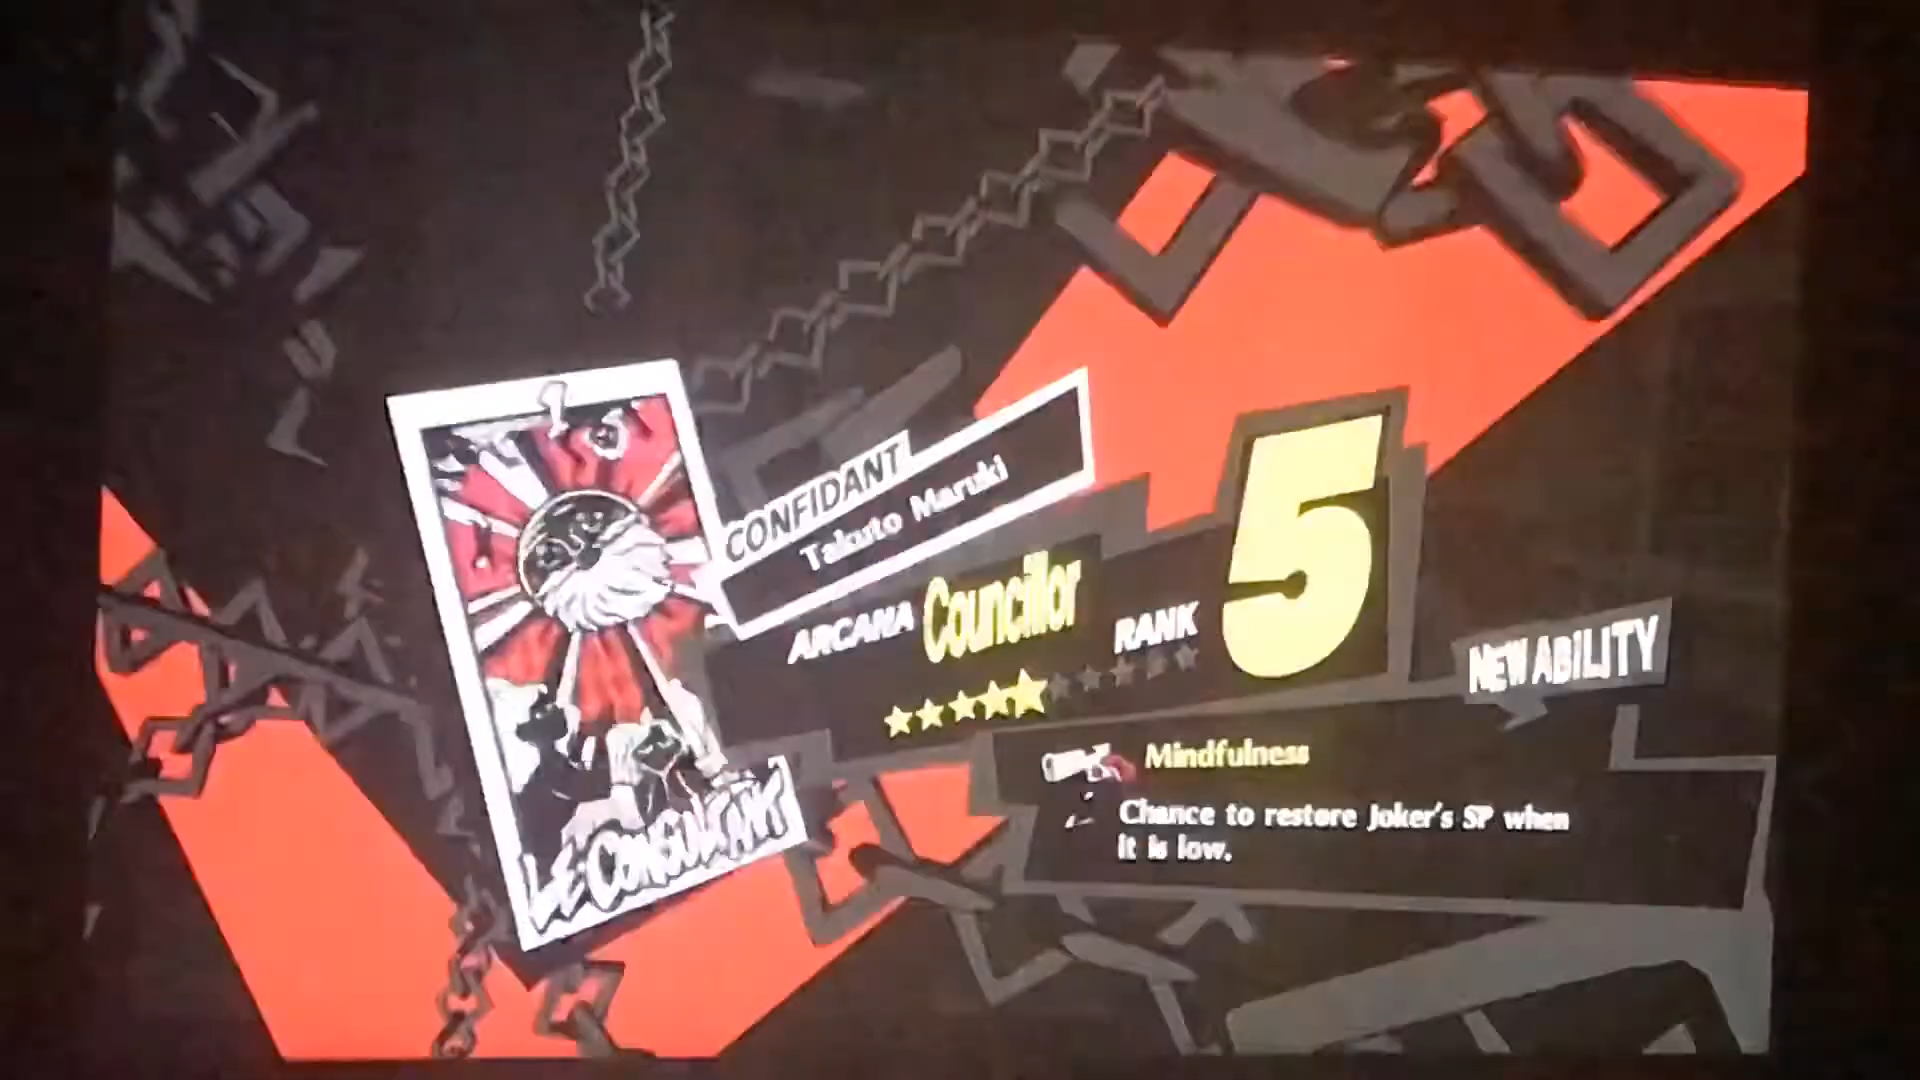 CONFIDANT
Takuto Maruki
ARCANA Councillor RANK 5
NEW ABILITY
Mindfulness
Chance to restore Joker's SP when
it is low.
LE·CONSULTANT